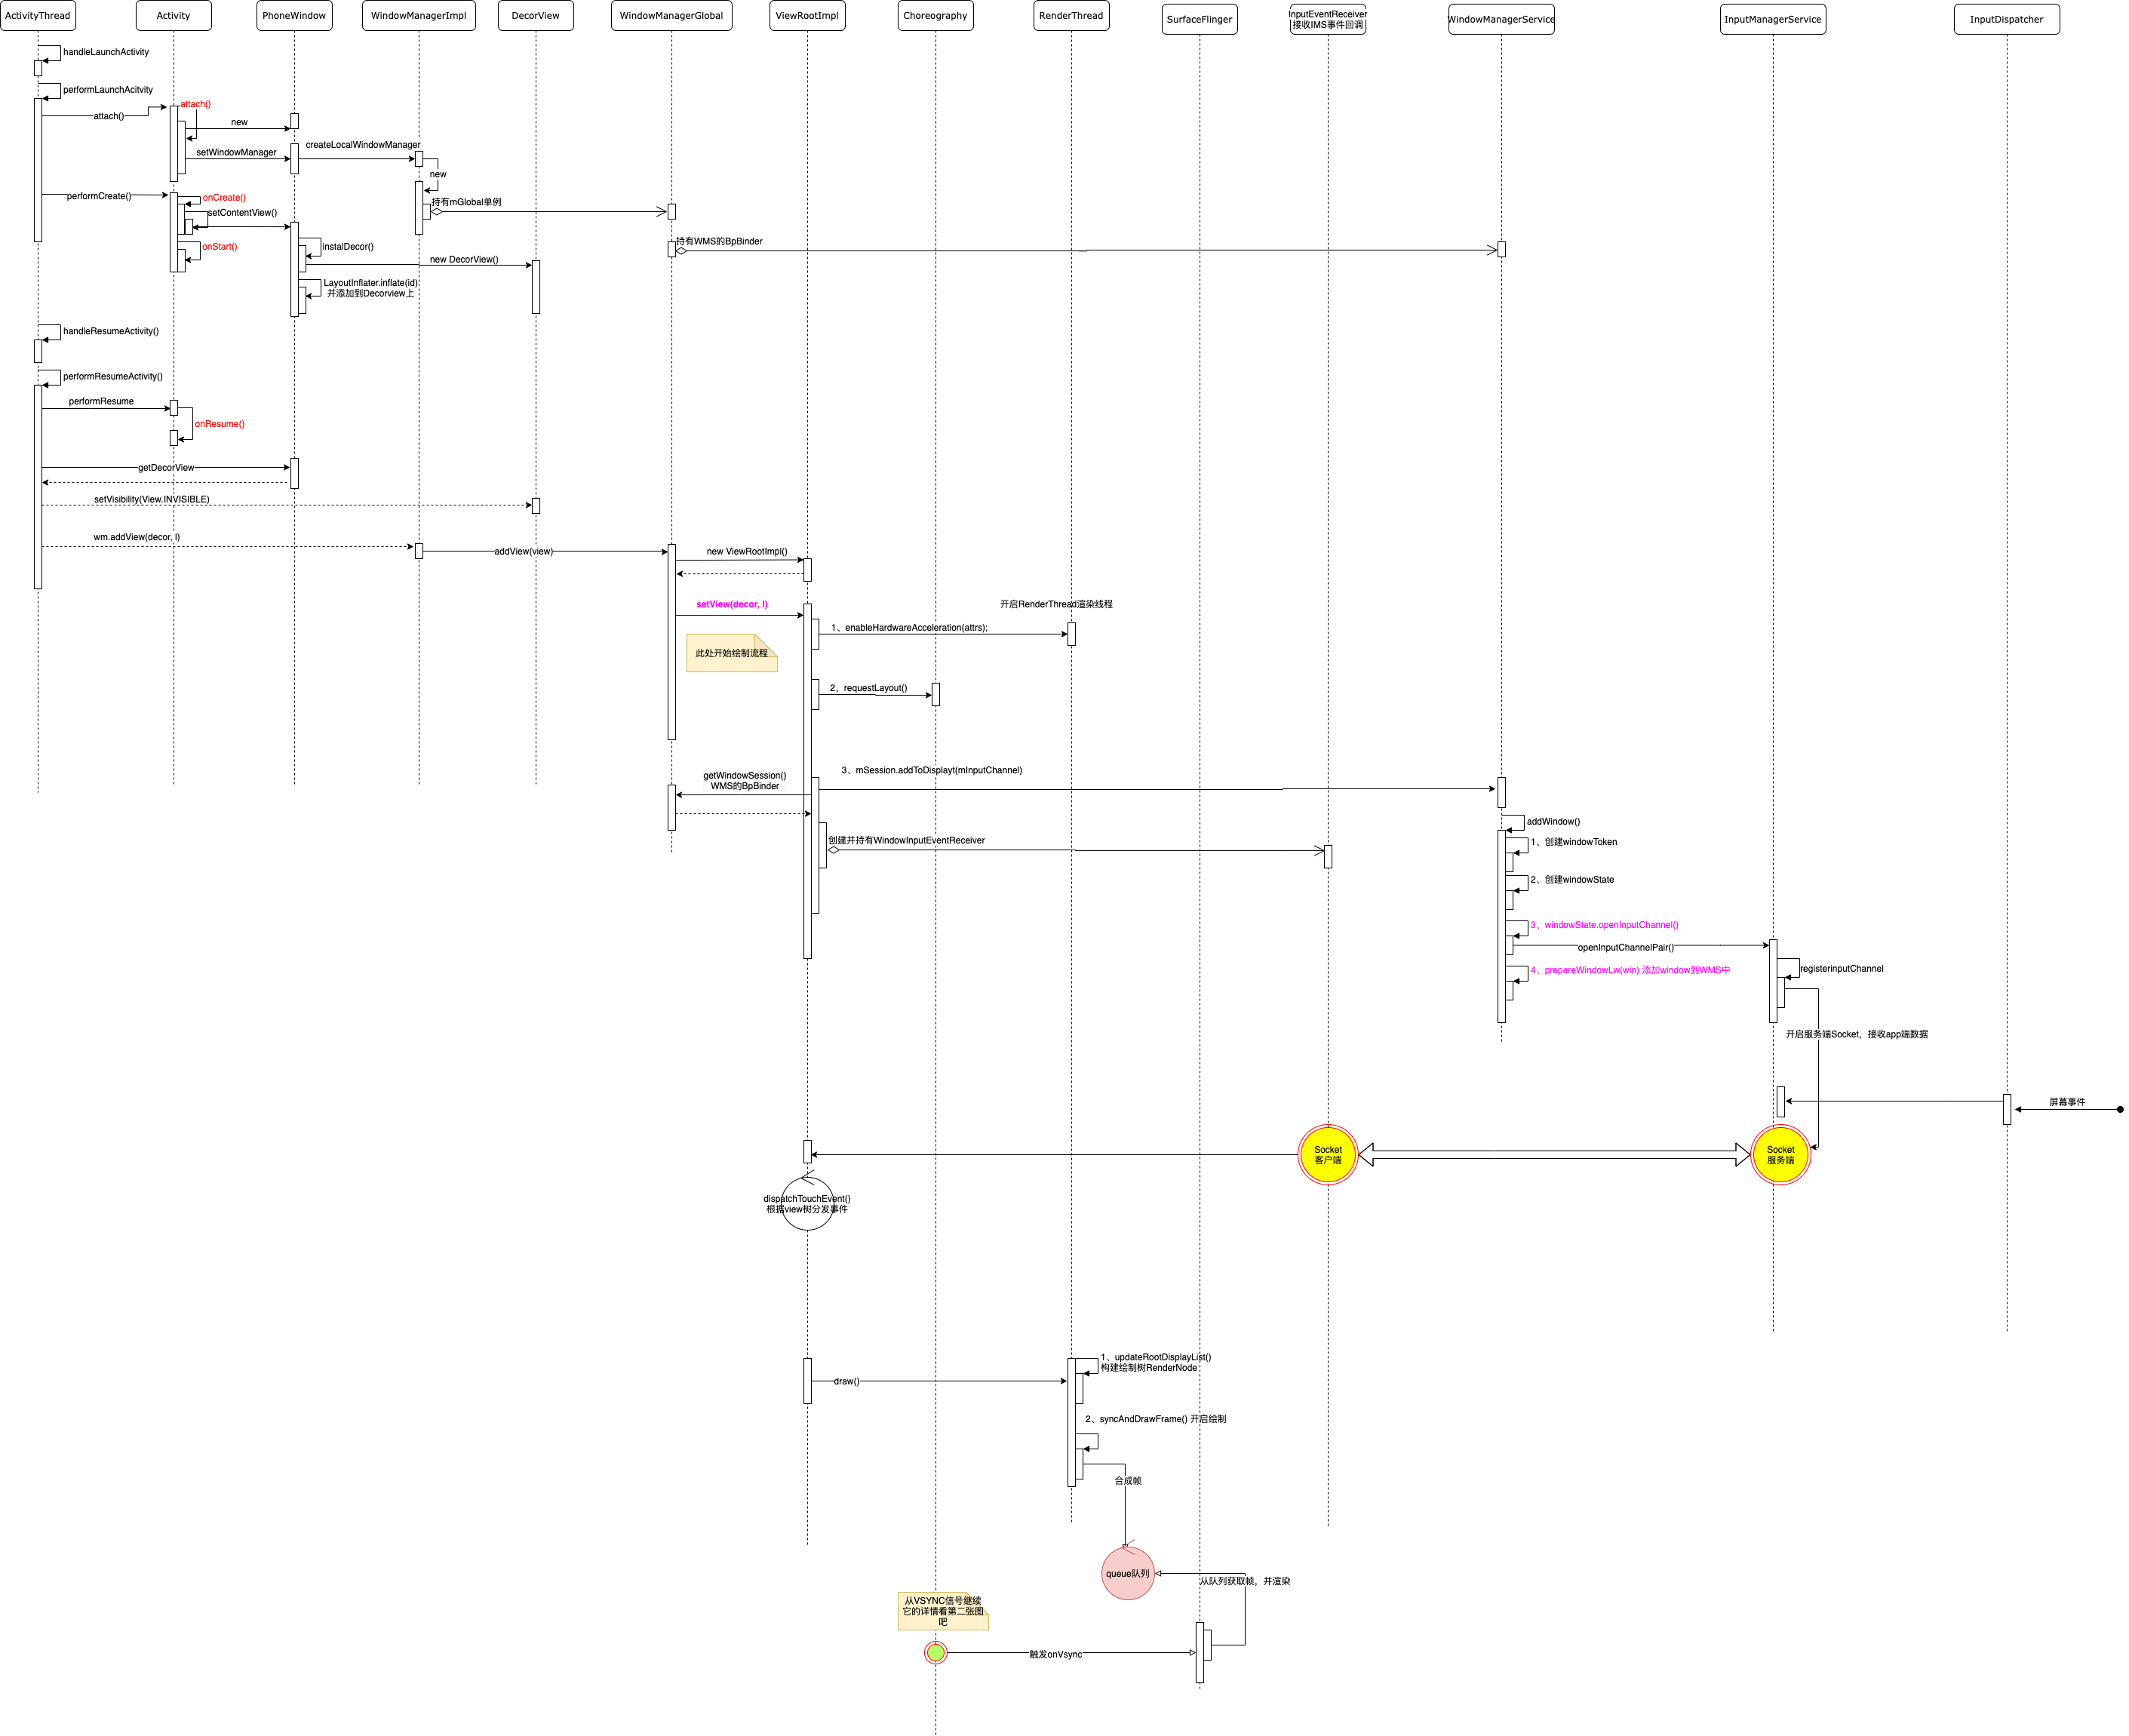 ActivityThread
Activity
PhoneWindow
WindowManagerImpl
DecorView
WindowManagerGlobal
ViewRootImpl
Choreography
RenderThread
SurfaceFlinger
InputEventReceiver
接收IMS事件回调
WindowManagerService
InputManagerService
InputDispatcher
handleLaunchActivity
performLaunchAcitvity
attach()
attach()
new
setWindowManager
createLocalWindowManager
new
performCreate()
onCreate()
持有mGlobal单例
setContentView()
onStart()
instalDecor()
持有WMS的BpBinder
new DecorView()
LayoutInflater.inflate(id)
并添加到Decorview上
handleResumeActivity()
performResumeActivity()
performResume
onResume()
getDecorView
setVisibility(View.INVISIBLE)
wm.addView(decor, l)
addView(view)
new ViewRootImpl()
setView(decor, l)
开启RenderThread渲染线程
1、enableHardwareAcceleration(attrs);
此处开始绘制流程
2、requestLayout()
getWindowSession()
WMS的BpBinder
3、mSession.addToDisplayt(mInputChannel)
addWindow()
创建并持有WindowInputEventReceiver
1、创建windowToken
2、创建windowState
3、windowState.openInputChannel()
openInputChannelPair()
4、prepareWindowLw(win) 添加window到WMS中
registerinputChannel
开启服务端Socket，接收app端数据
屏幕事件
Socket
客户端
Socket
服务端
dispatchTouchEvent()
根据view树分发事件
1、updateRootDisplayList()
构建绘制树RenderNode
draw()
2、syncAndDrawFrame() 开启绘制
合成帧
queue队列
从队列获取帧，并渲染
从VSYNC信号继续
它的详情看第二张图
吧
触发onVsync